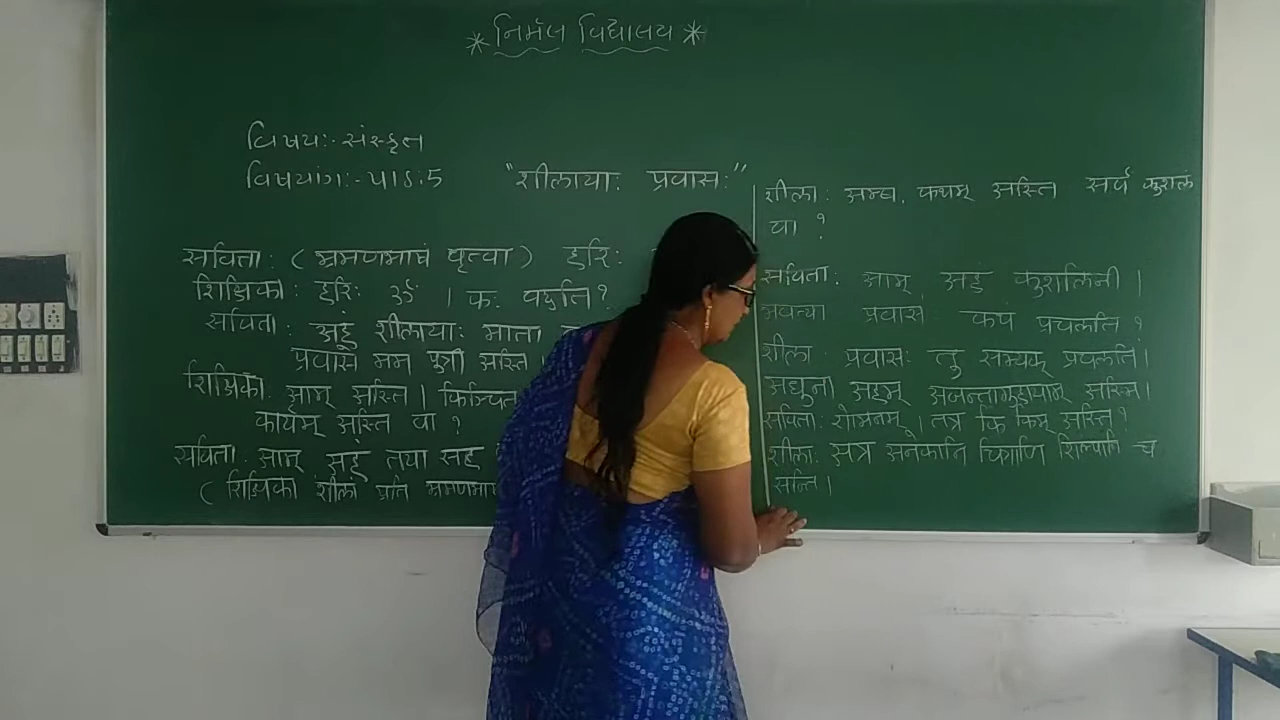 * निर्मल विद्यालय *
विषय:- संस्कृत
विषयांग:- पाठ.5 "शीलायाः प्रवासः"
सविता: ( भ्रमणभाषं धृत्वा ) हरिः
शिक्षिका: हरिः ॐ । कः वदति?
सविता: अहं शीलायाः माता
प्रवासे मम पुत्री अस्ति ।
शिक्षिका. आम् अस्ति । किञ्चित
कार्यम् अस्ति वा ?
सविता. आम् अहं तया सह
( शिक्षिका शीलां प्रति भ्रमणभाष
शीला: अम्ब, कथम् अस्ति सर्वं कुशलं
वा ?
सविता: आम्, अहं कुशलिनी ।
भवत्या प्रवासं कथं प्रचलति ?
शीला. प्रवासः तु सम्यक् प्रचलति।
अधुना अहम् अजन्तागुहायाम् अस्मि।
सविता: शोभनम्, । तत्र किं किम् अस्ति ?
शीला: अत्र अनेकानि चित्राणि शिल्पानि च
सन्ति ।